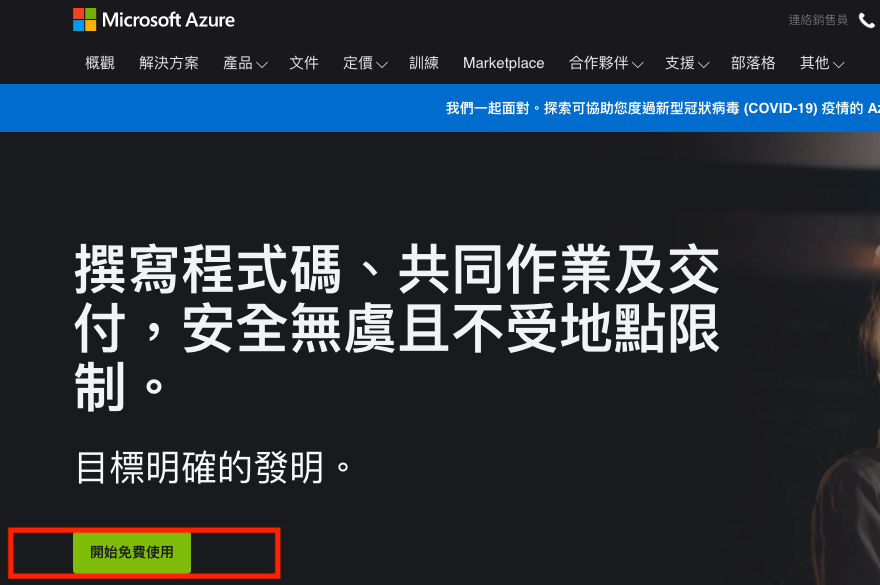 Microsoft Azure
連絡銷售員
概觀 解決方案 產品 文件 定價 訓練 Marketplace 合作夥伴 支援 部落格 其他
我們一起面對。探索可協助您度過新型冠狀病毒 (COVID-19) 疫情的 Az
撰寫程式碼、共同作業及交
付，安全無虞且不受地點限
制。
目標明確的發明。
開始免費使用